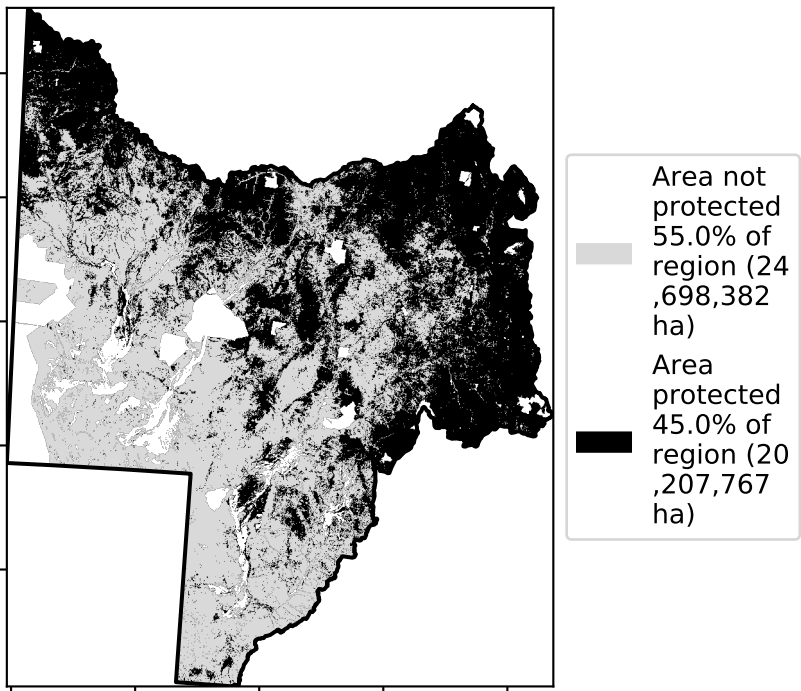 Area not
protected
55.0% of
region (24
,698,382
ha)
Area
protected
45.0% of
region (20
,207,767
ha)